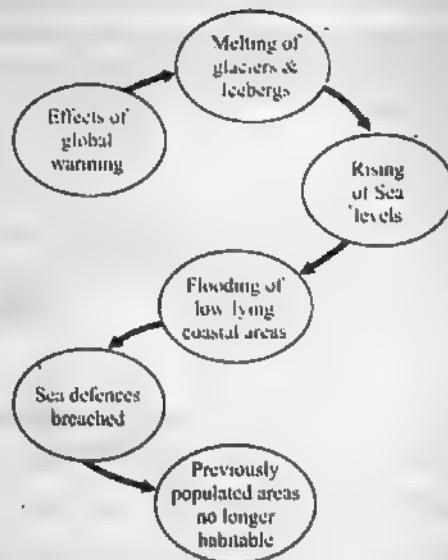 Effects of
global
warming
Melting of
glaciers &
Icebergs
Rising
of Sea
levels
Flooding of
low-lying
coastal areas
Sea defences
breached
Previously
populated areas
no longer
habitable